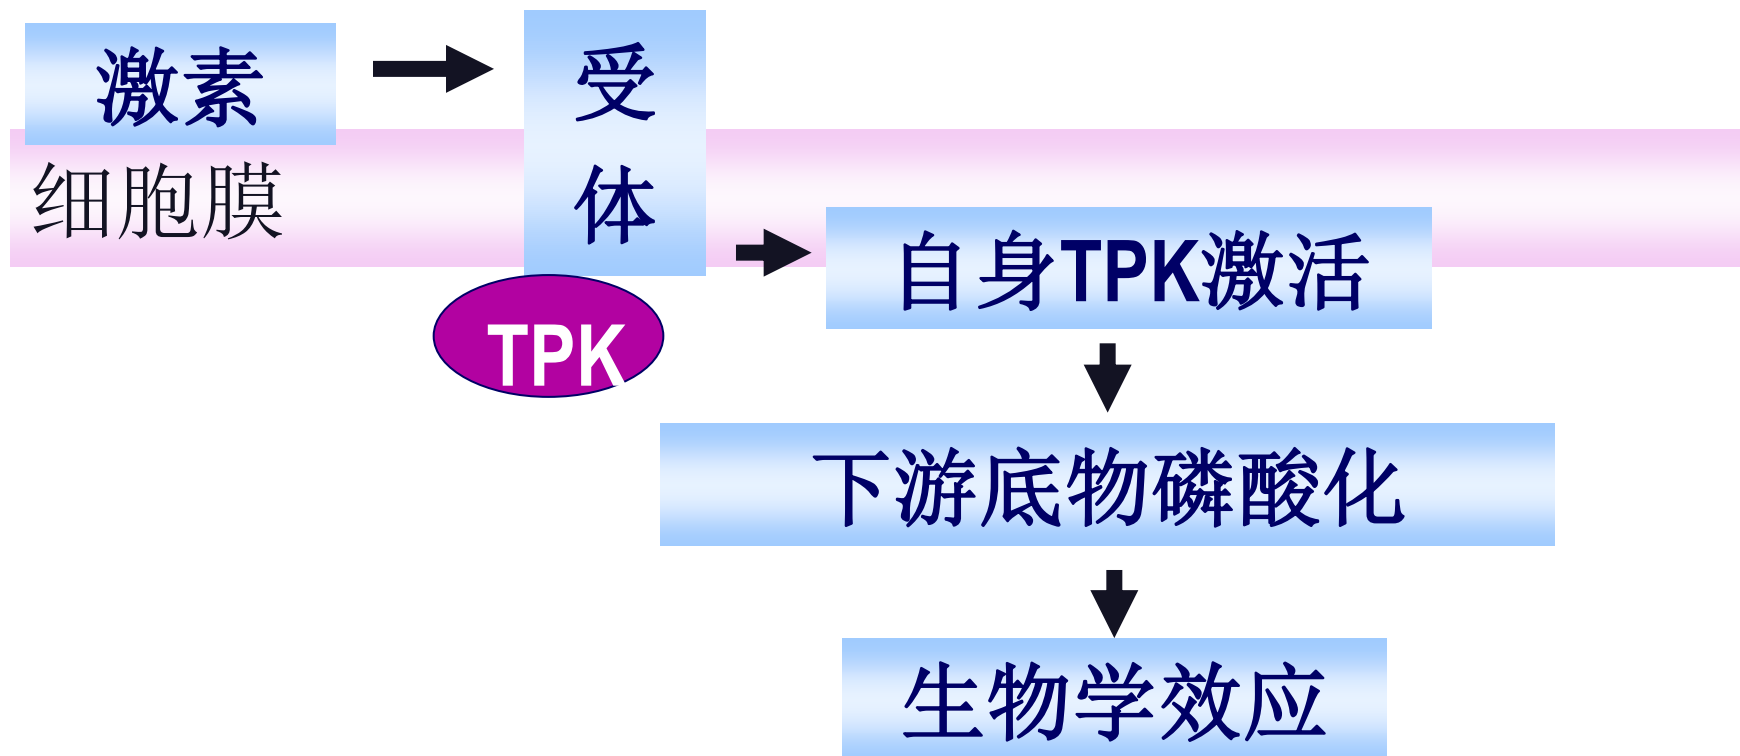 激素
受
体
细胞膜
自身TPK激活
TPK
下游底物磷酸化
生物学效应